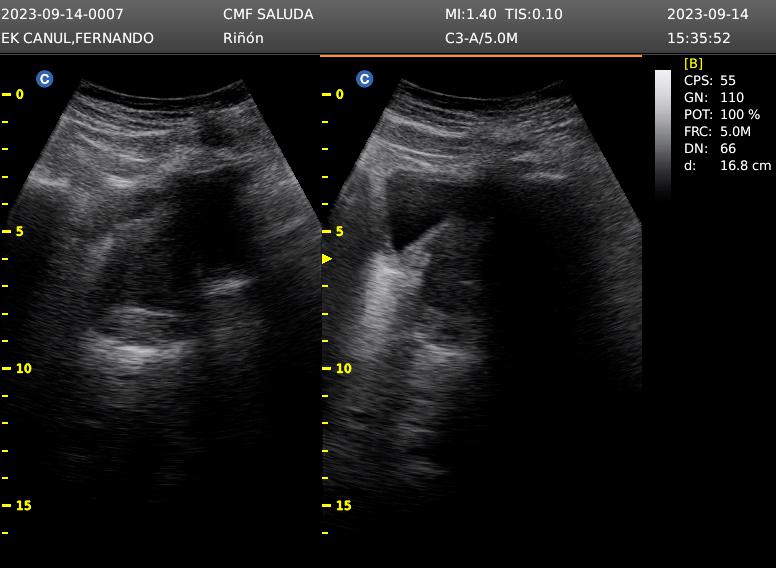 2023-09-14-0007 CMF SALUDA MI:1.40 TIS:0.10 2023-09-14
EK CANUL,FERNANDO Riñón C3-A/5.0M 15:35:52
[B]
CPS: 55
GN: 110
POT: 100 %
FRC: 5.0M
DN: 66
d: 16.8 cm
C C
0 0
5 5
10 10
15 15